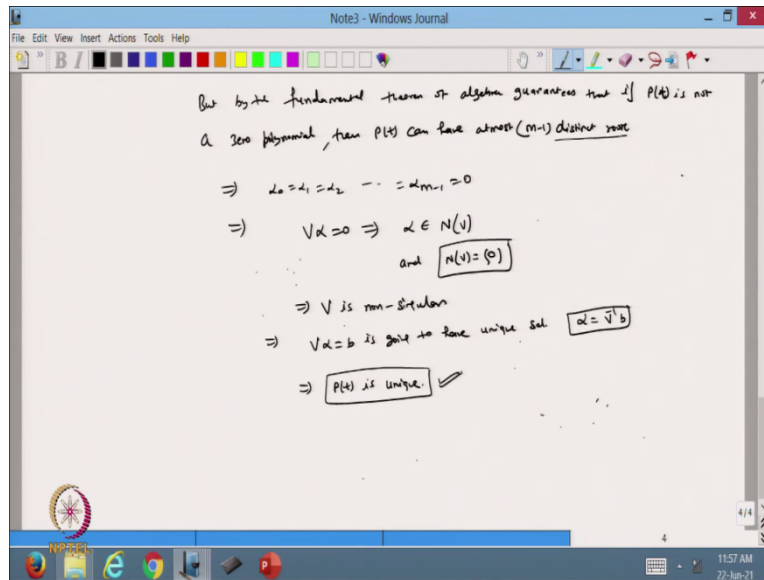 Note3 - Windows Journal
File Edit View Insert Actions Tools Help
But by the fundamental theorem of algebra guarantees that if P(t) is not
a zero polynomial, then P(t) can have atmost (m-1) distinct roots
⇒ α₀ = α₁ = α₂ --- = αₘ₋₁ = 0
⇒ Vα = 0 ⇒ α ∈ N(V)
and N(V) = (0)
⇒ V is non-singular
⇒ Vα = b is going to have unique sol. α = V⁻¹b
⇒ P(t) is unique. ✓
4/4
4
NPTEL
11:57 AM
22-Jun-21